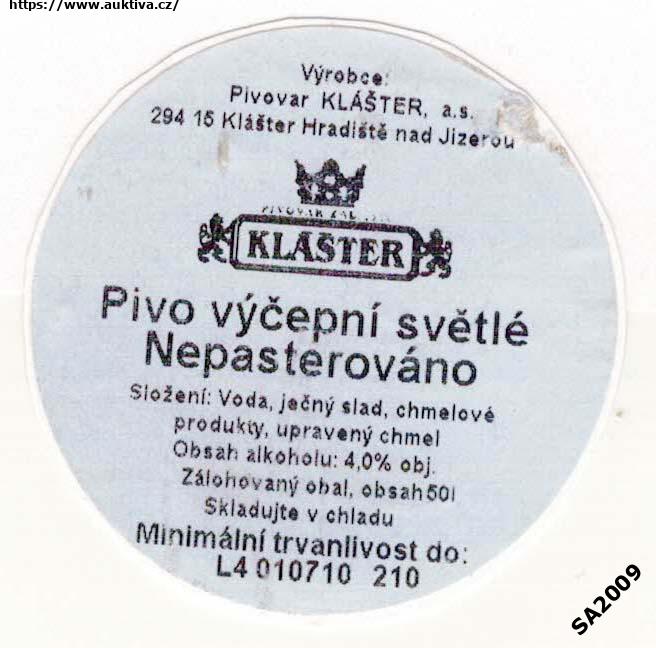 https://www.auktiva.cz/
Výrobce:
Pivovar KLÁŠTER, a.s.
294 15 Klášter Hradiště nad Jizerou
PIVOVAR ZAL.
KLÁŠTER
Pivo výčepní světlé
Nepasterováno
Složení: Voda, ječný slad, chmelové
produkty, upravený chmel
Obsah alkoholu: 4,0% obj.
Zálohovaný obal, obsah 50l
Skladujte v chladu
Minimální trvanlivost do:
L4 010710 210
SA2009